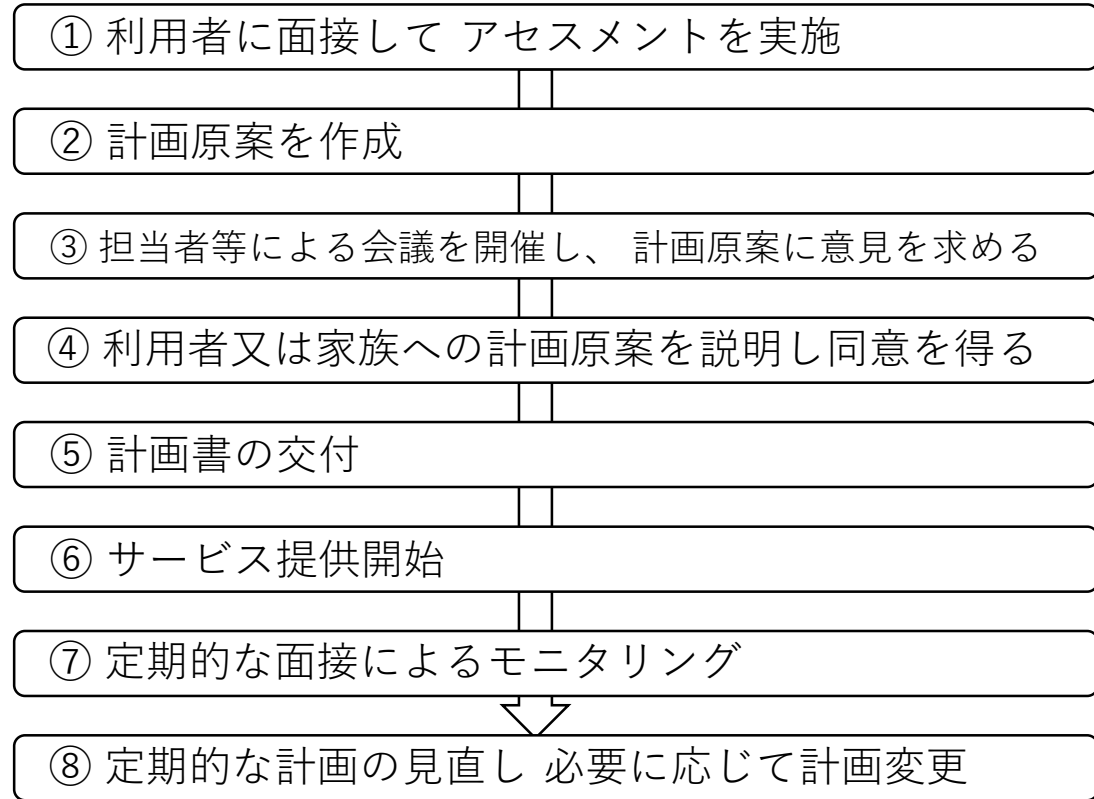 ① 利用者に面接して アセスメントを実施
② 計画原案を作成
③ 担当者等による会議を開催し、 計画原案に意見を求める
④ 利用者又は家族への計画原案を説明し同意を得る
⑤ 計画書の交付
⑥ サービス提供開始
⑦ 定期的な面接によるモニタリング
⑧ 定期的な計画の見直し 必要に応じて計画変更